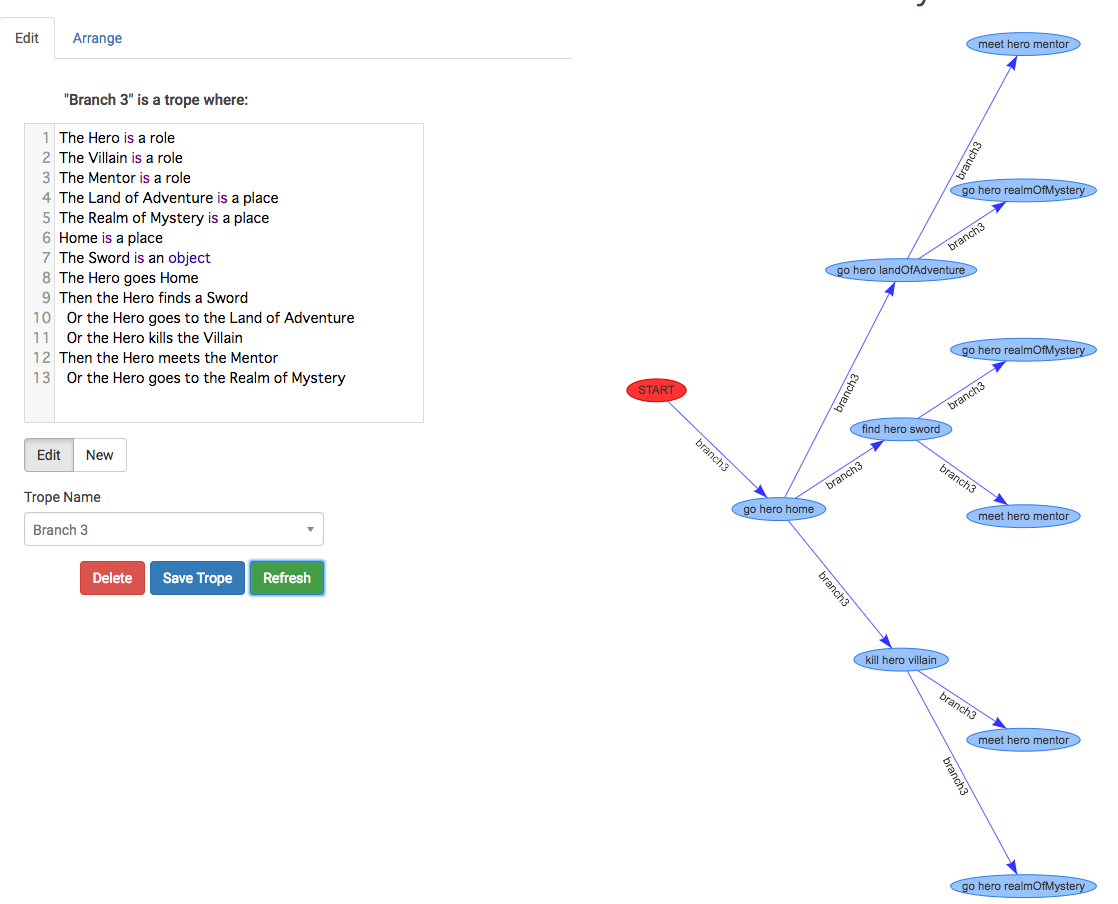 Edit
Arrange
"Branch 3" is a trope where:
1 The Hero is a role
2 The Villain is a role
3 The Mentor is a role
4 The Land of Adventure is a place
5 The Realm of Mystery is a place
6 Home is a place
7 The Sword is an object
8 The Hero goes Home
9 Then the Hero finds a Sword
10 Or the Hero goes to the Land of Adventure
11 Or the Hero kills the Villain
12 Then the Hero meets the Mentor
13 Or the Hero goes to the Realm of Mystery
Edit New
Trope Name
Branch 3
Delete Save Trope Refresh
meet hero mentor
branch3
go hero realmOfMystery
branch3
go hero landOfAdventure
go hero realmOfMystery
START
branch3
branch3
find hero sword
branch3
branch3
branch3
go hero home
meet hero mentor
branch3
kill hero villain
branch3
meet hero mentor
branch3
go hero realmOfMystery